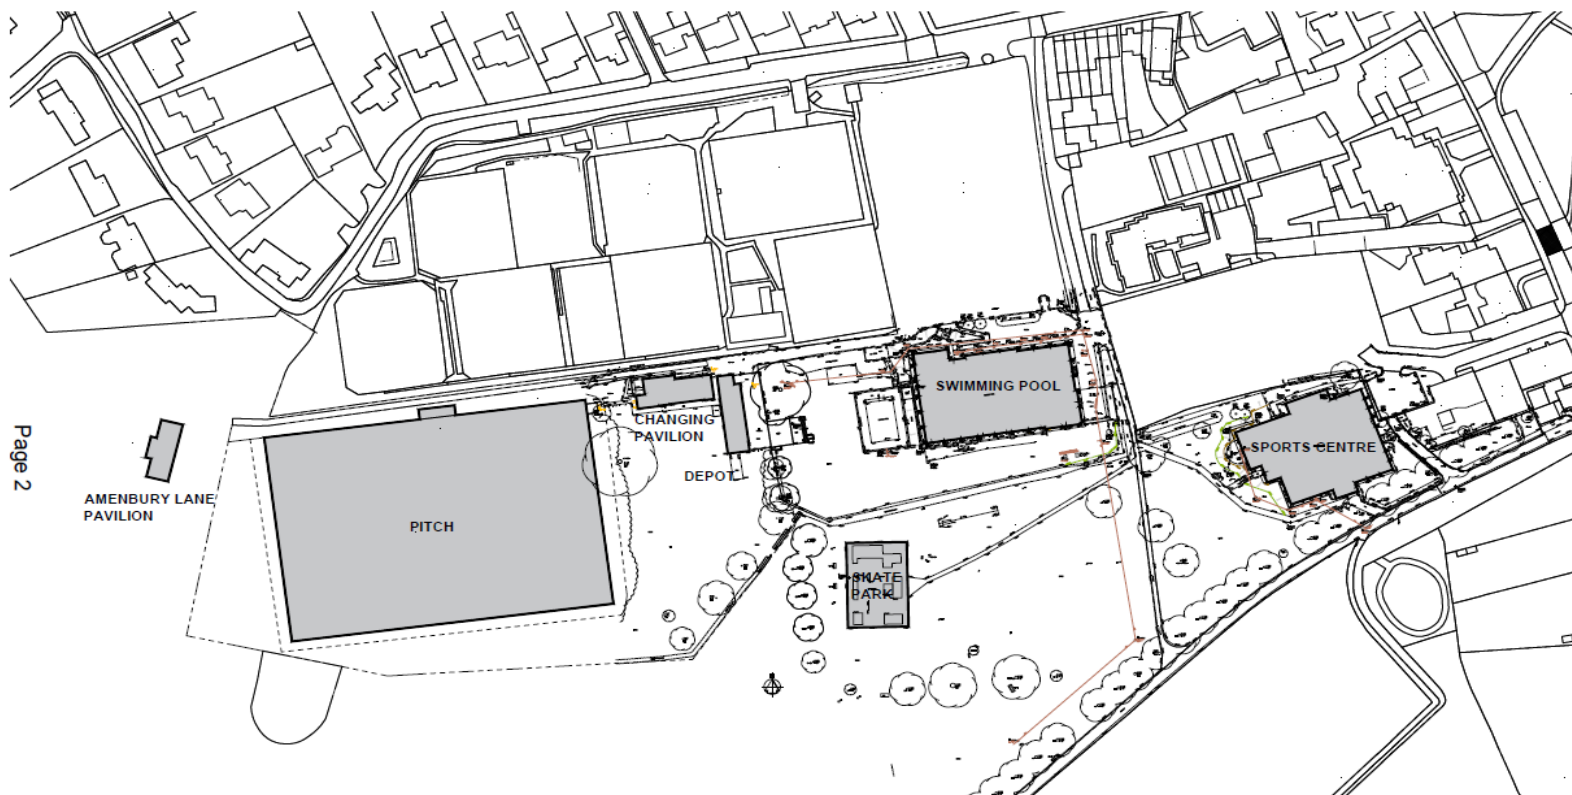 SWIMMING POOL
CHANGING
PAVILION
SPORTS CENTRE
Page 2
DEPOT
AMENBURY LANE
PAVILION
PITCH
SKATE
PARK